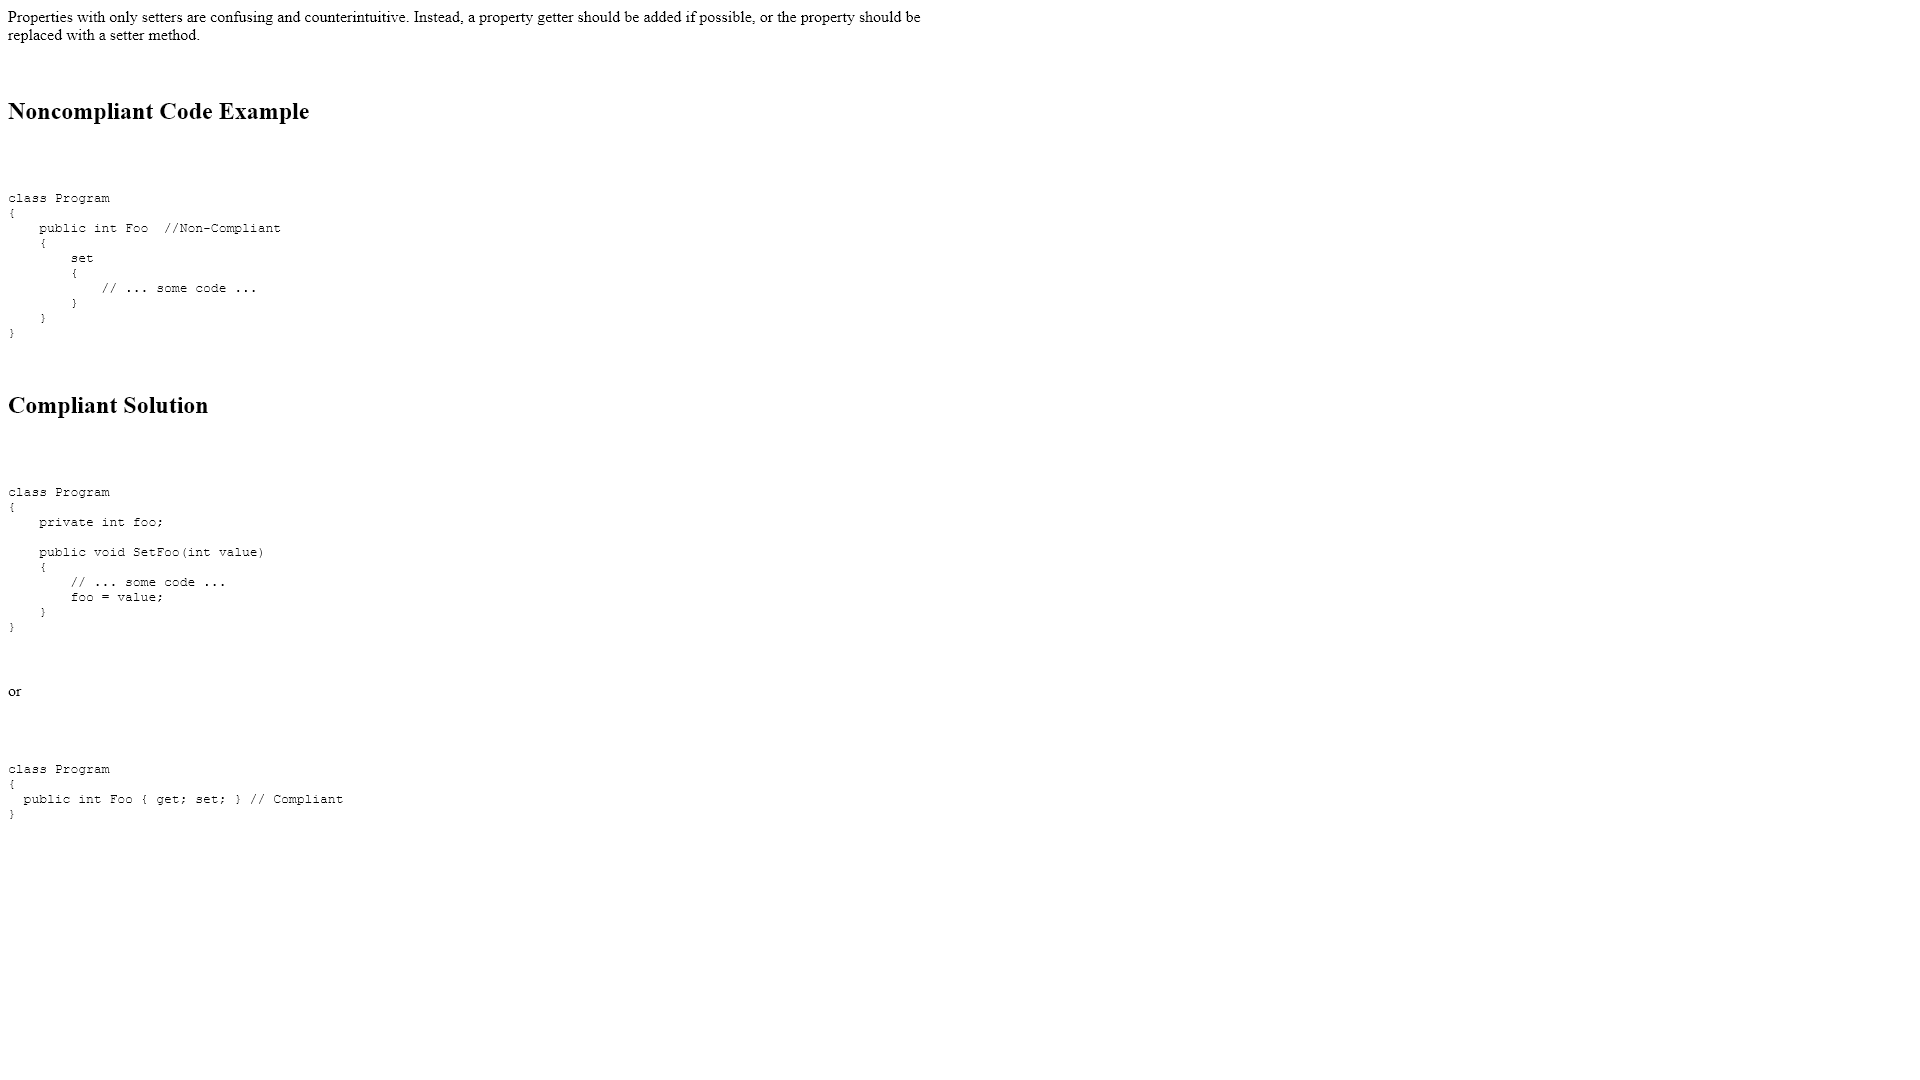 Properties with only setters are confusing and counterintuitive. Instead, a property getter should be added if possible, or the property should be
replaced with a setter method.
Noncompliant Code Example
class Program
{
    public int Foo  //Non-Compliant
    {
        set
        {
            // ... some code ...
        }
    }
}
Compliant Solution
class Program
{
    private int foo;
    public void SetFoo(int value)
    {
        // ... some code ...
        foo = value;
    }
}
or
class Program
{
  public int Foo { get; set; } // Compliant
}